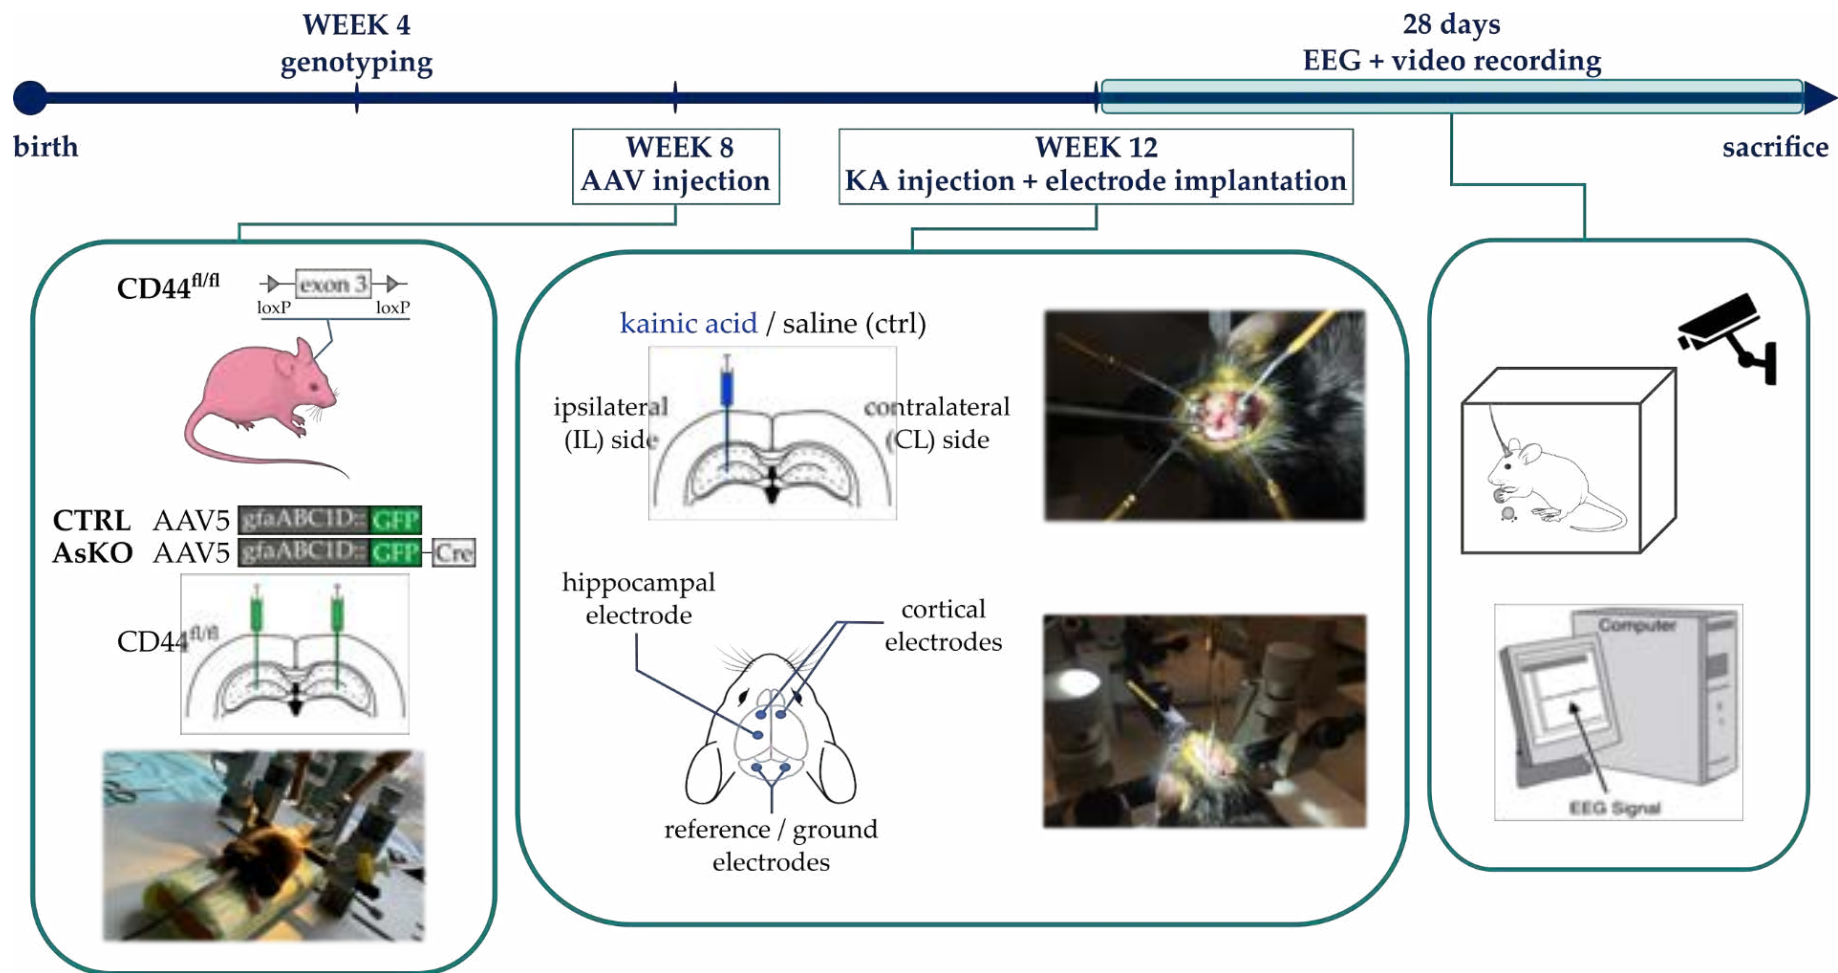 WEEK 4
genotyping
28 days
EEG + video recording
birth
WEEK 8
AAV injection
WEEK 12
KA injection + electrode implantation
sacrifice
CD44fl/fl
exon 3
loxP
loxP
CTRL AAV5 gfaABC1D:: GFP
AsKO AAV5 gfaABC1D:: GFP Cre
CD44fl/fl
kainic acid / saline (ctrl)
ipsilateral
(IL) side
contralateral
(CL) side
hippocampal
electrode
cortical
electrodes
reference / ground
electrodes
Computer
EEG Signal